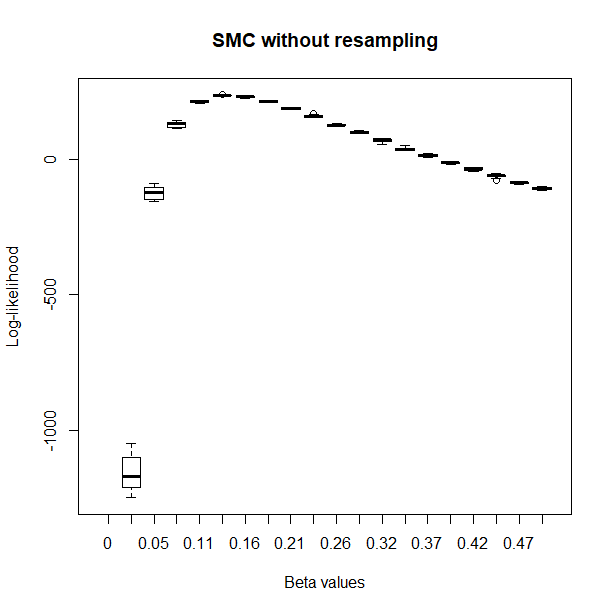 SMC without resampling
Log-likelihood
0
-500
-1000
0 0.05 0.11 0.16 0.21 0.26 0.32 0.37 0.42 0.47
Beta values